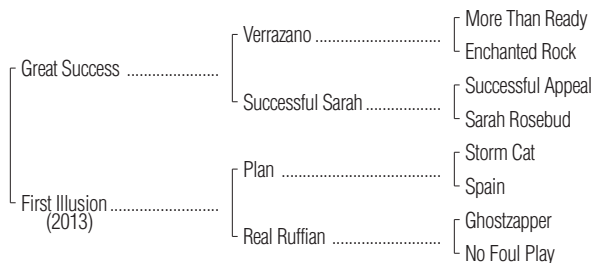 More Than Ready
Verrazano ........................................
Enchanted Rock
Great Success .....................
Successful Appeal
Successful Sarah ........................
Sarah Rosebud
Storm Cat
Plan ...................................................
Spain
First Illusion ..............................
(2013)
Ghostzapper
Real Ruffian ..................................
No Foul Play